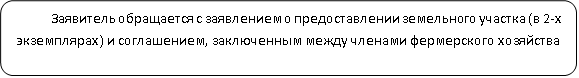 Заявитель обращается с заявлением о предоставлении земельного участка (в 2-х
экземплярах) и соглашением, заключенным между членами фермерского хозяйства